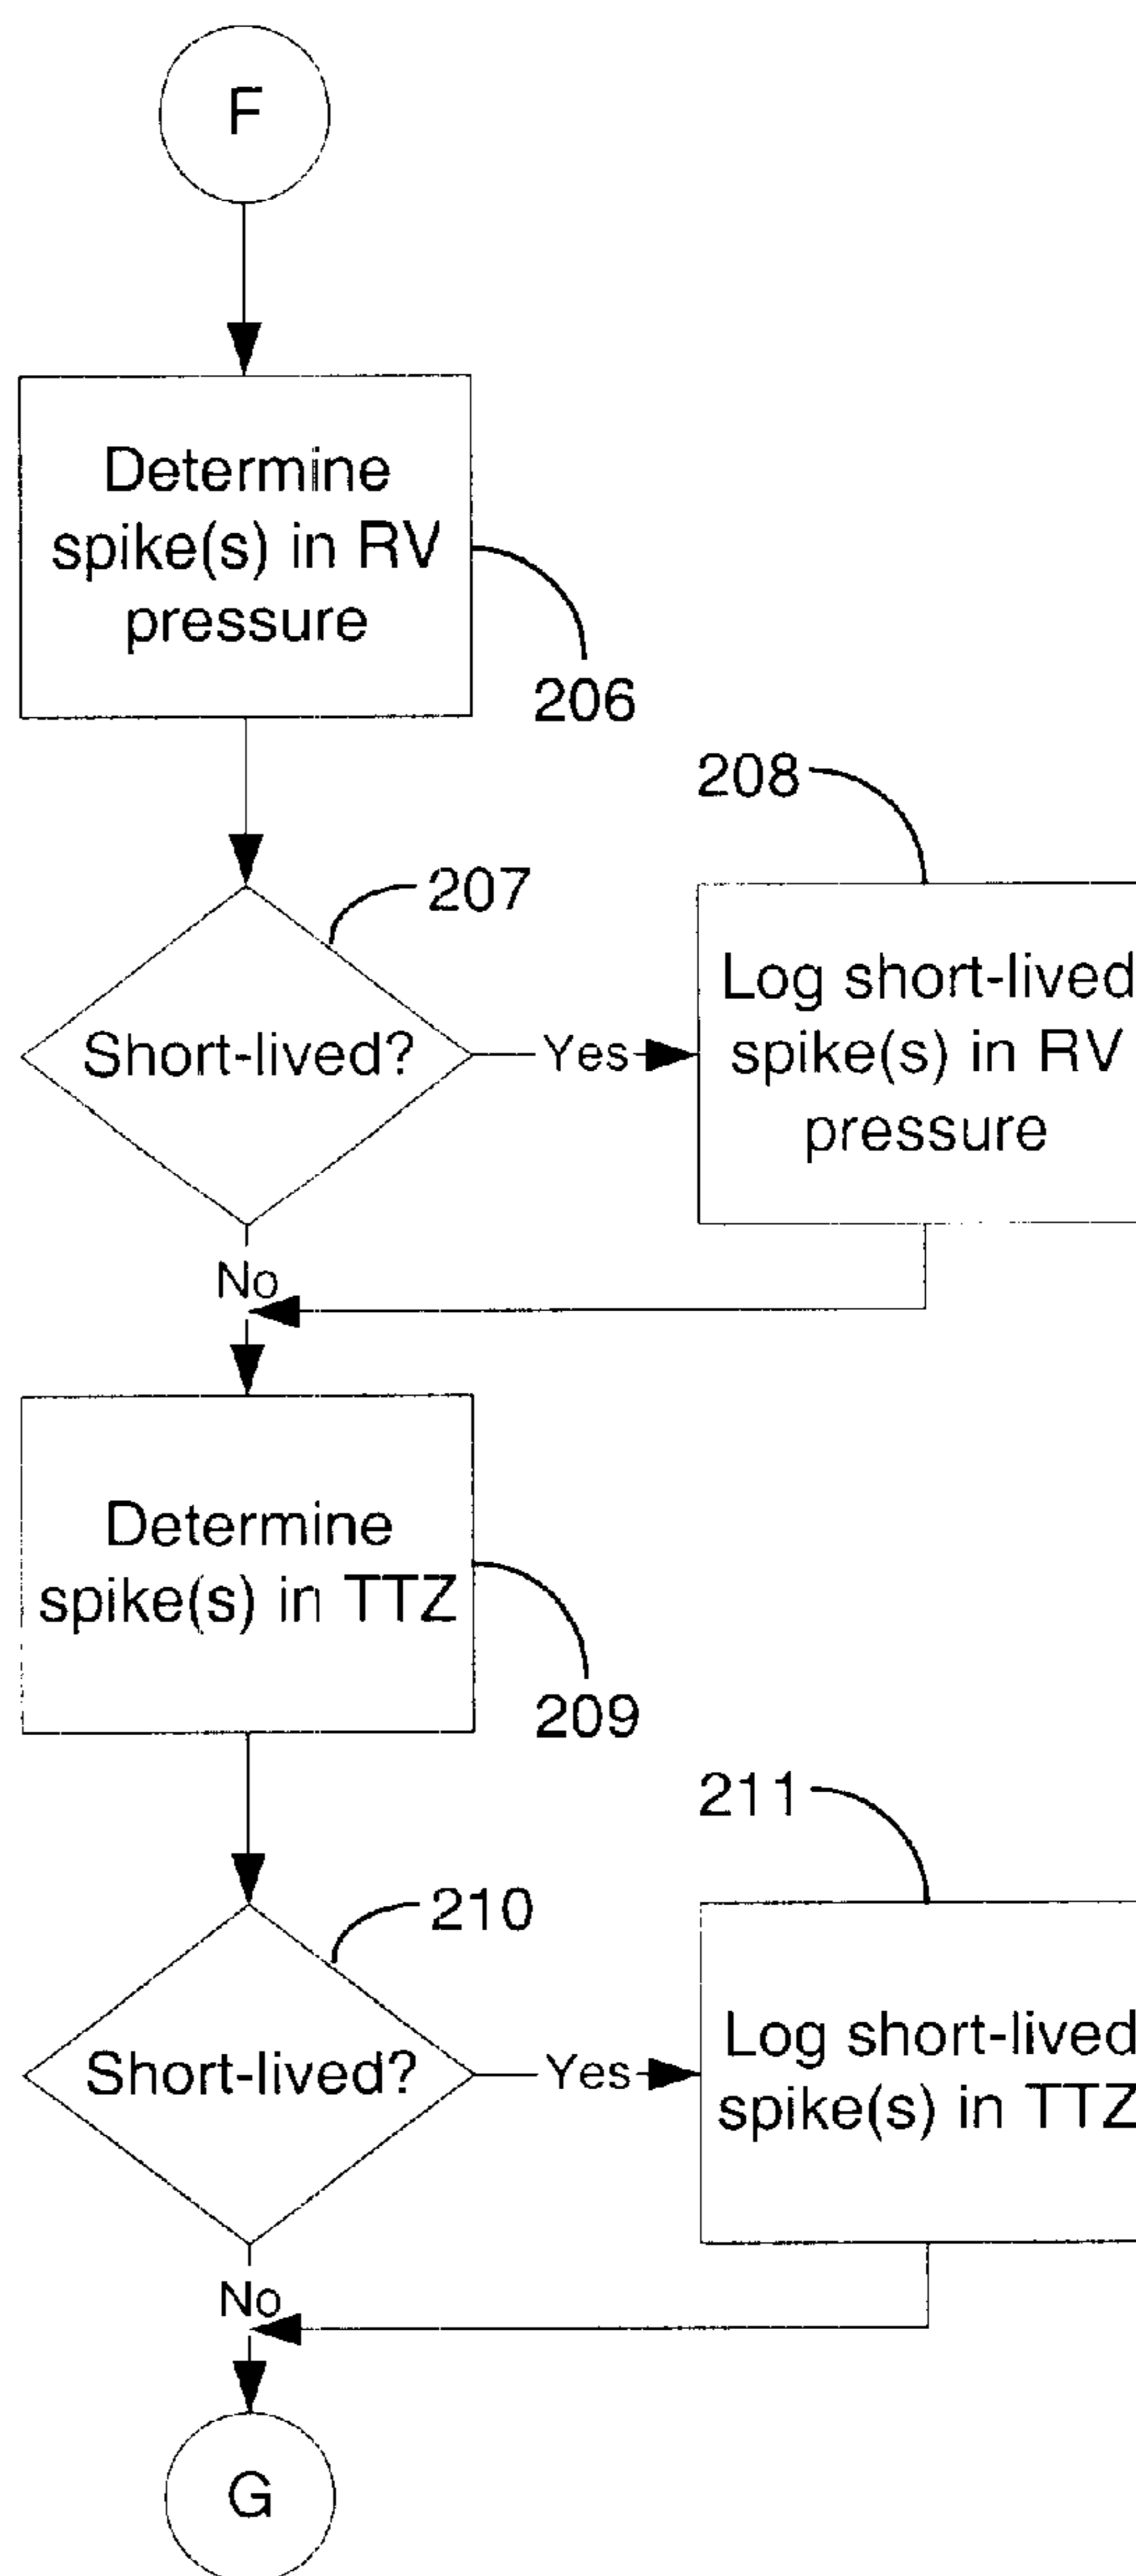 F
Determine
spike(s) in RV
pressure
206
208
207
Short-lived?
Yes
Log short-lived
spike(s) in RV
pressure
No
Determine
spike(s) in TTZ
209
211
210
Short-lived?
Yes
Log short-lived
spike(s) in TTZ
No
G